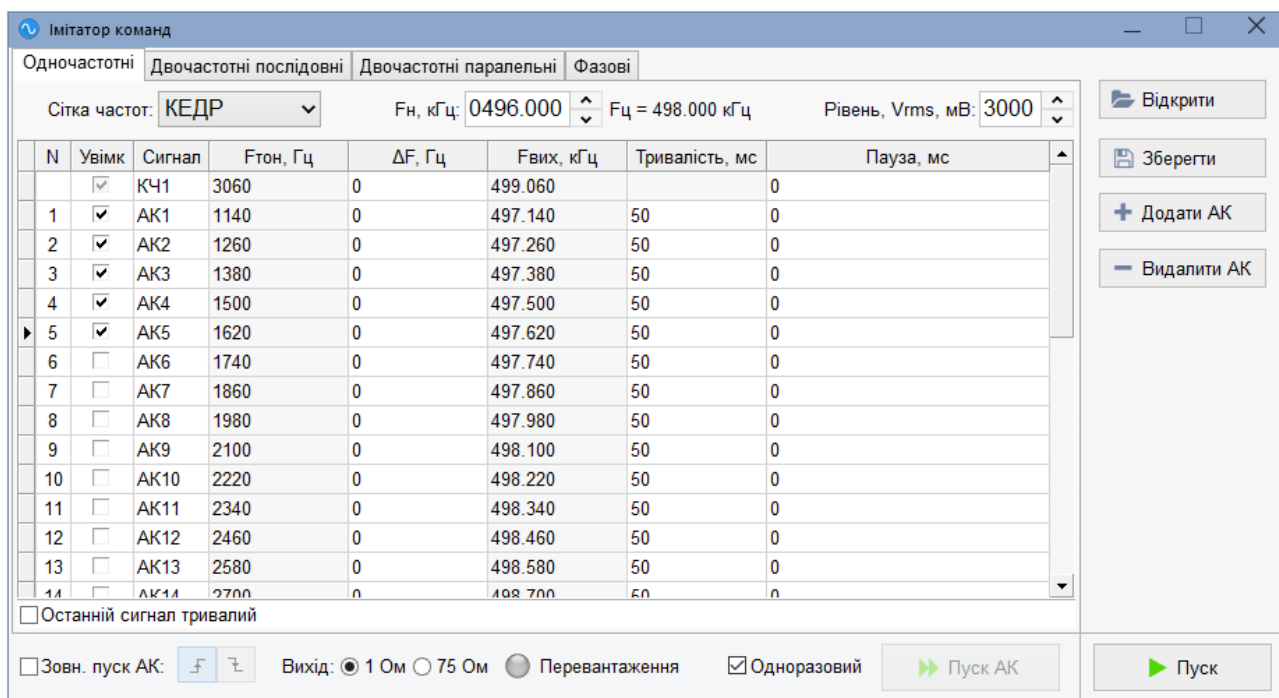 Імітатор команд
Одночастотні Двочастотні послідовні Двочастотні паралельні Фазові
Сітка частот: КЕДР Fн, кГц: 0496.000 Fц = 498.000 кГц Рівень, Vrms, мВ: 3000
N Увімк Сигнал Fтон, Гц ΔF, Гц Fвих, кГц Тривалість, мс Пауза, мс
КЧ1 3060 0 499.060 0
1 АК1 1140 0 497.140 50 0
2 АК2 1260 0 497.260 50 0
3 АК3 1380 0 497.380 50 0
4 АК4 1500 0 497.500 50 0
5 АК5 1620 0 497.620 50 0
6 АК6 1740 0 497.740 50 0
7 АК7 1860 0 497.860 50 0
8 АК8 1980 0 497.980 50 0
9 АК9 2100 0 498.100 50 0
10 АК10 2220 0 498.220 50 0
11 АК11 2340 0 498.340 50 0
12 АК12 2460 0 498.460 50 0
13 АК13 2580 0 498.580 50 0
14 АК14 2700 0 498.700 50 0
Останній сигнал тривалий
Зовн. пуск АК: Вихід: 1 Ом 75 Ом Перевантаження Одноразовий Пуск АК
Відкрити
Зберегти
Додати АК
Видалити АК
Пуск